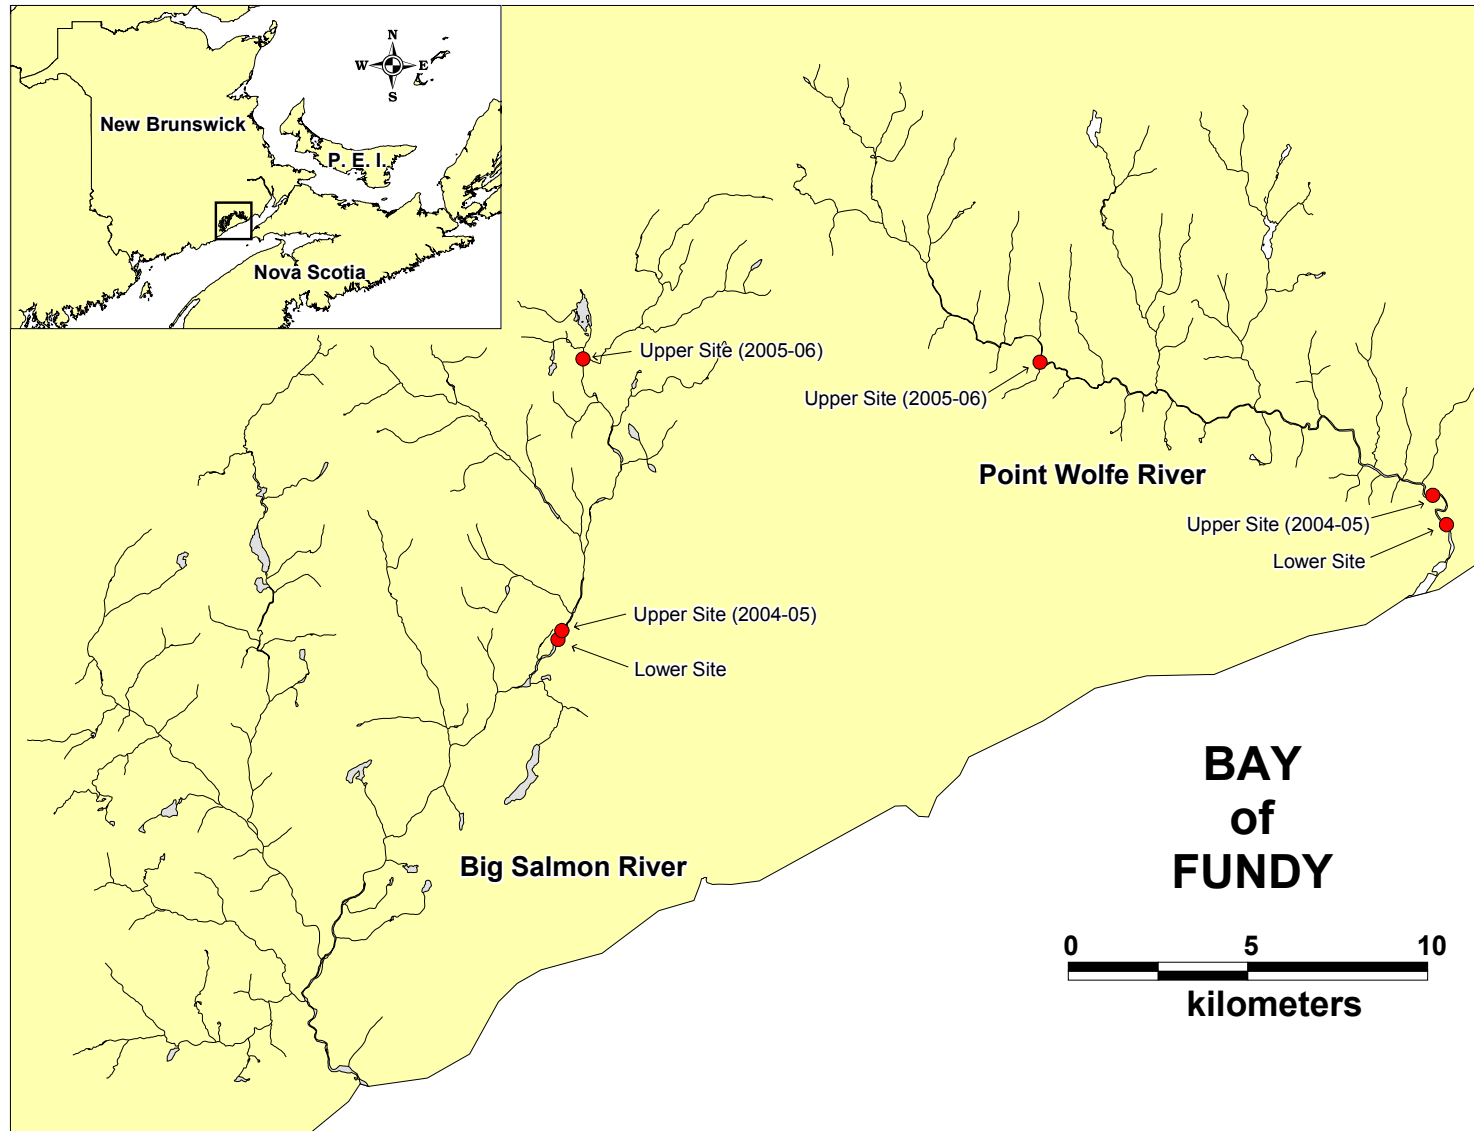 N
W E
S
New Brunswick
P. E. I.
Nova Scotia
Upper Site (2005-06)
Upper Site (2005-06)
Point Wolfe River
Upper Site (2004-05)
Lower Site
Upper Site (2004-05)
Lower Site
BAY
of
FUNDY
Big Salmon River
0 5 10
kilometers